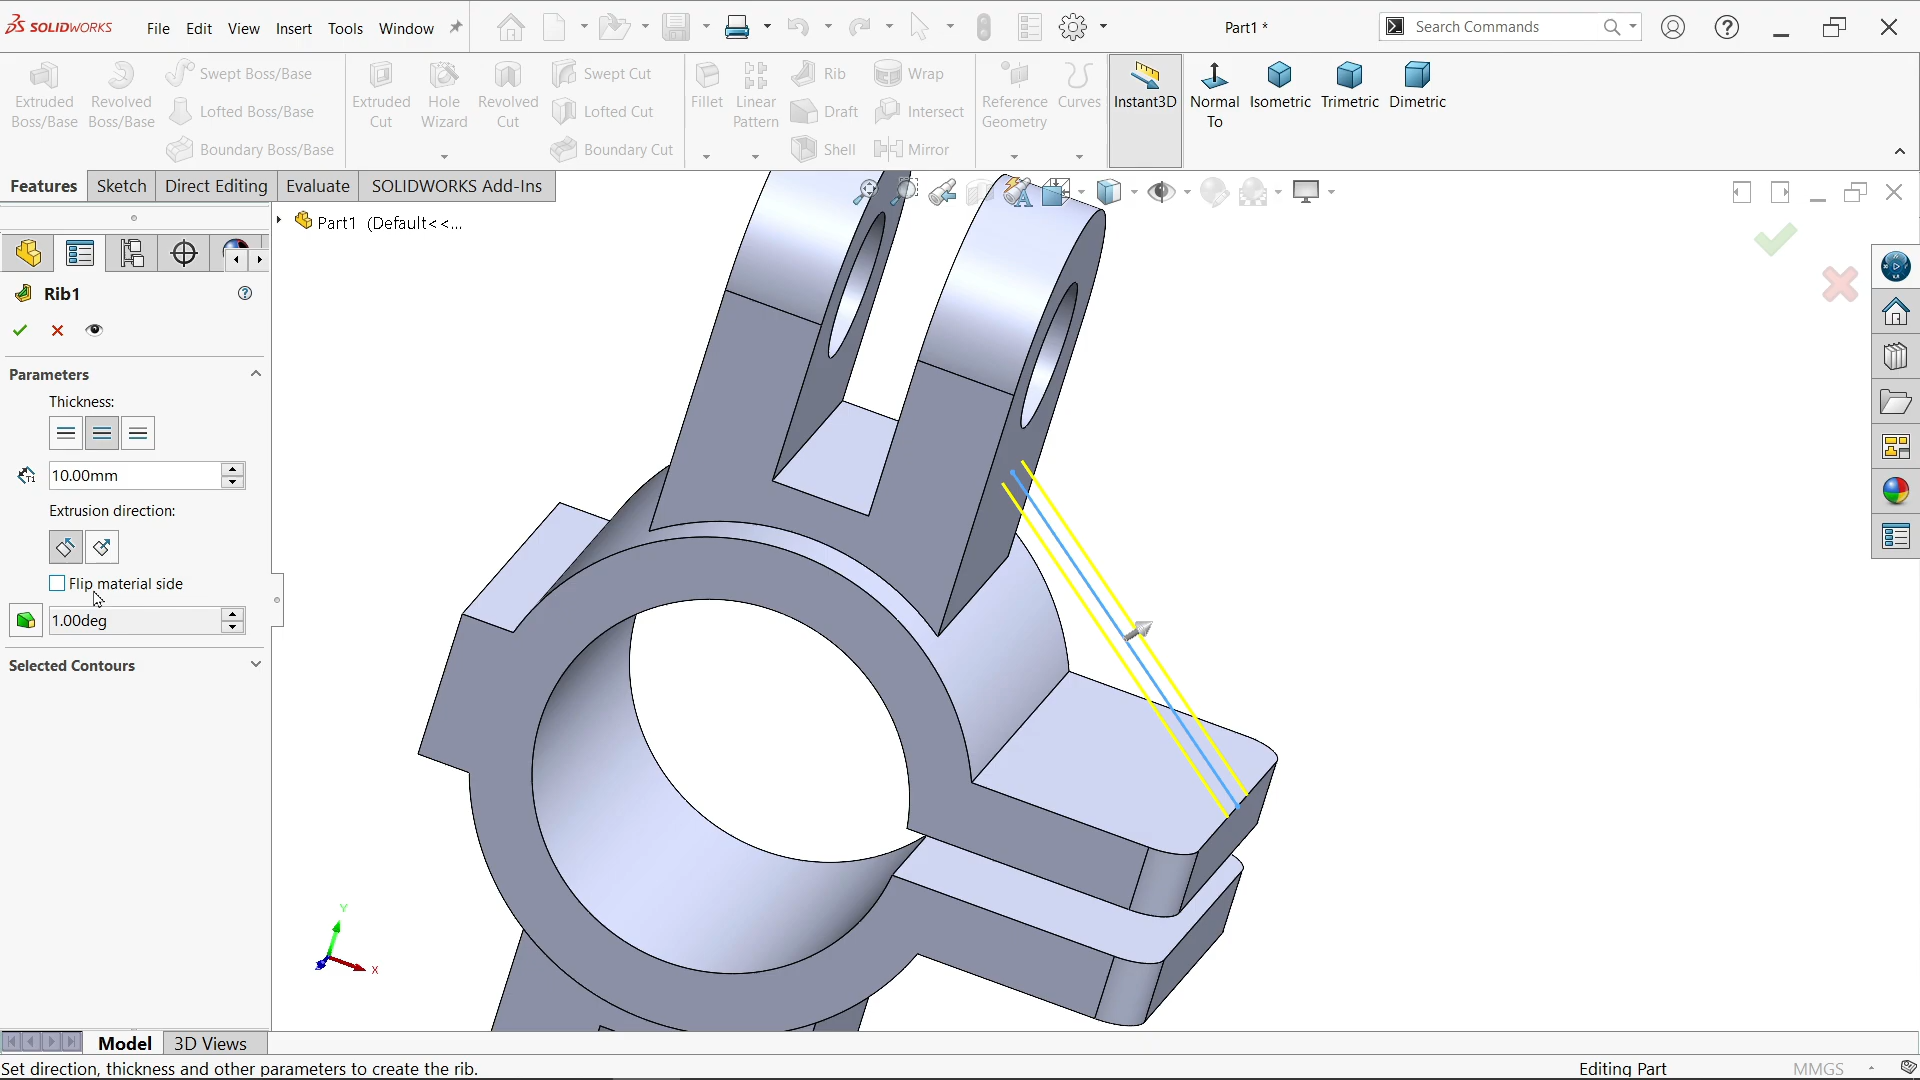 SOLIDWORKS File Edit View Insert Tools Window Part1 * Search Commands
Extruded Boss/Base
Revolved Boss/Base
Swept Boss/Base
Lofted Boss/Base
Boundary Boss/Base
Extruded Cut
Hole Wizard
Revolved Cut
Swept Cut
Lofted Cut
Boundary Cut
Fillet
Linear Pattern
Rib
Draft
Shell
Wrap
Intersect
Mirror
Reference Geometry
Curves
Instant3D
Normal To
Isometric
Trimetric
Dimetric
Features Sketch Direct Editing Evaluate SOLIDWORKS Add-Ins
Part1 (Default<<...
Rib1
Parameters
Thickness:
10.00mm
Extrusion direction:
Flip material side
1.00deg
Selected Contours
Y
X
Model 3D Views
Set direction, thickness and other parameters to create the rib. Editing Part MMGS